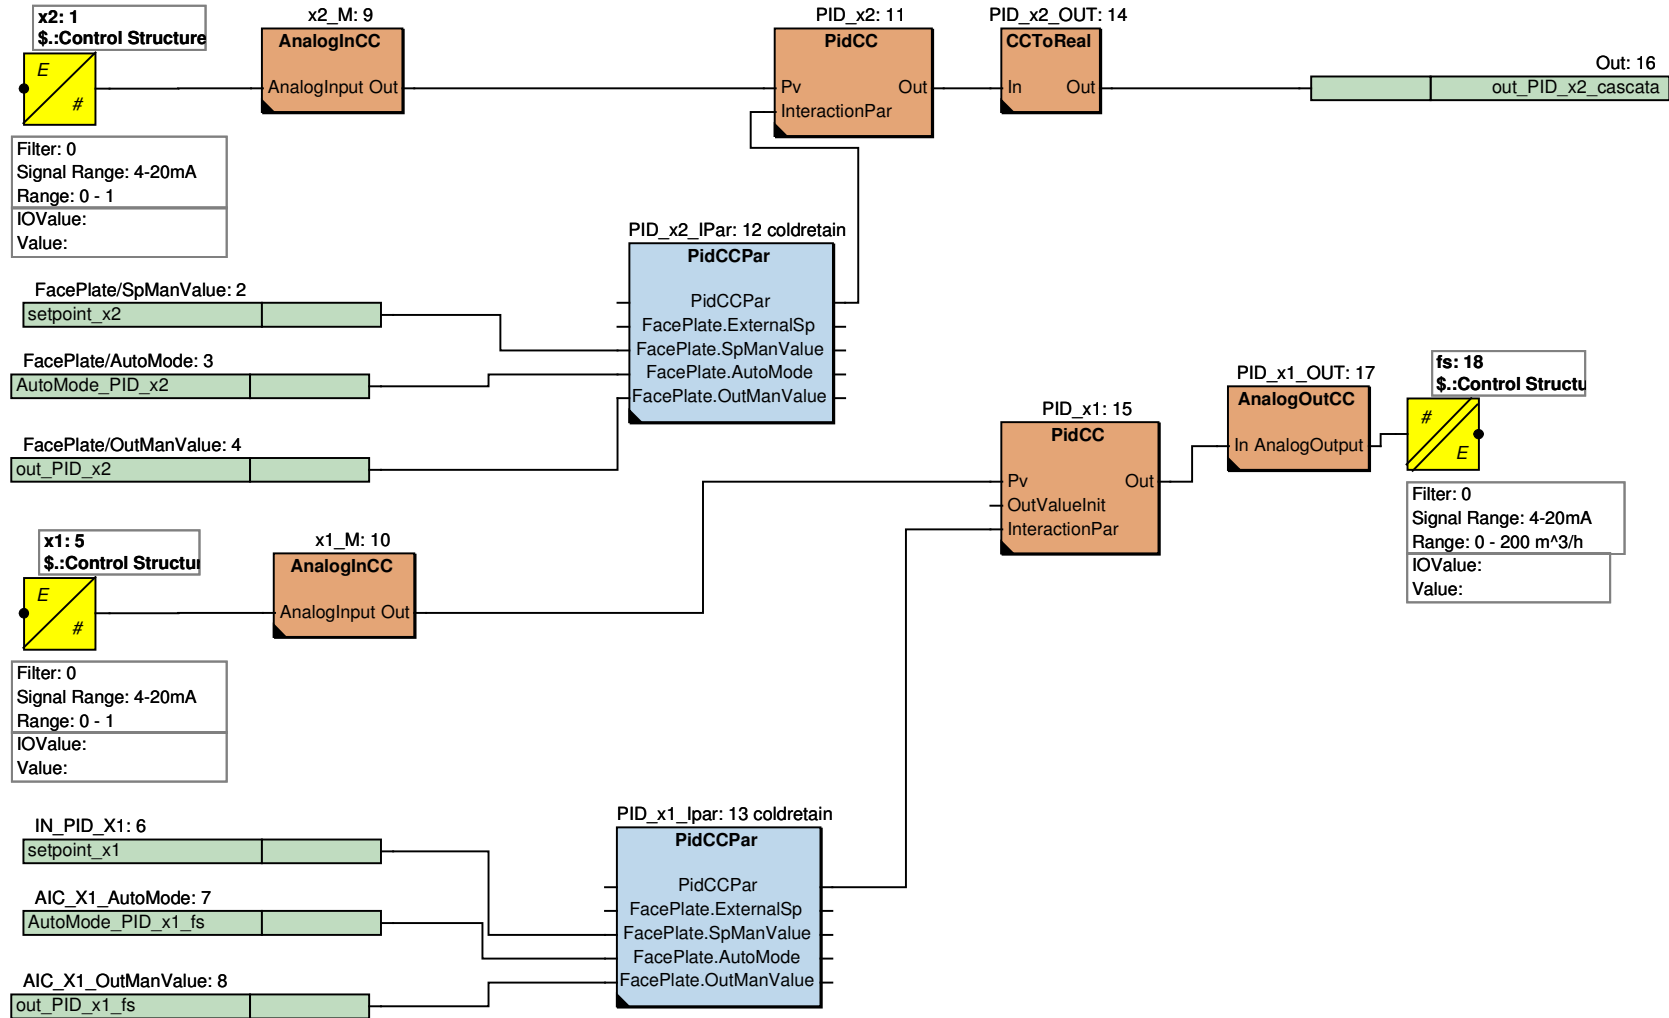 x2: 1
$.:Control Structure
E
#
Filter: 0
Signal Range: 4-20mA
Range: 0 - 1
IOValue:
Value:
x2_M: 9
AnalogInCC
AnalogInput Out
PID_x2: 11
PidCC
Pv Out
InteractionPar
PID_x2_OUT: 14
CCToReal
In Out
Out: 16
out_PID_x2_cascata
PID_x2_IPar: 12 coldretain
PidCCPar
PidCCPar
FacePlate.ExternalSp
FacePlate.SpManValue
FacePlate.AutoMode
FacePlate.OutManValue
FacePlate/SpManValue: 2
setpoint_x2
FacePlate/AutoMode: 3
AutoMode_PID_x2
FacePlate/OutManValue: 4
out_PID_x2
x1: 5
$.:Control Structu
E
#
Filter: 0
Signal Range: 4-20mA
Range: 0 - 1
IOValue:
Value:
x1_M: 10
AnalogInCC
AnalogInput Out
PID_x1: 15
PidCC
Pv Out
OutValueInit
InteractionPar
PID_x1_OUT: 17
AnalogOutCC
In AnalogOutput
fs: 18
$.:Control Structu
#
E
Filter: 0
Signal Range: 4-20mA
Range: 0 - 200 m^3/h
IOValue:
Value:
IN_PID_X1: 6
setpoint_x1
AIC_X1_AutoMode: 7
AutoMode_PID_x1_fs
AIC_X1_OutManValue: 8
out_PID_x1_fs
PID_x1_Ipar: 13 coldretain
PidCCPar
PidCCPar
FacePlate.ExternalSp
FacePlate.SpManValue
FacePlate.AutoMode
FacePlate.OutManValue